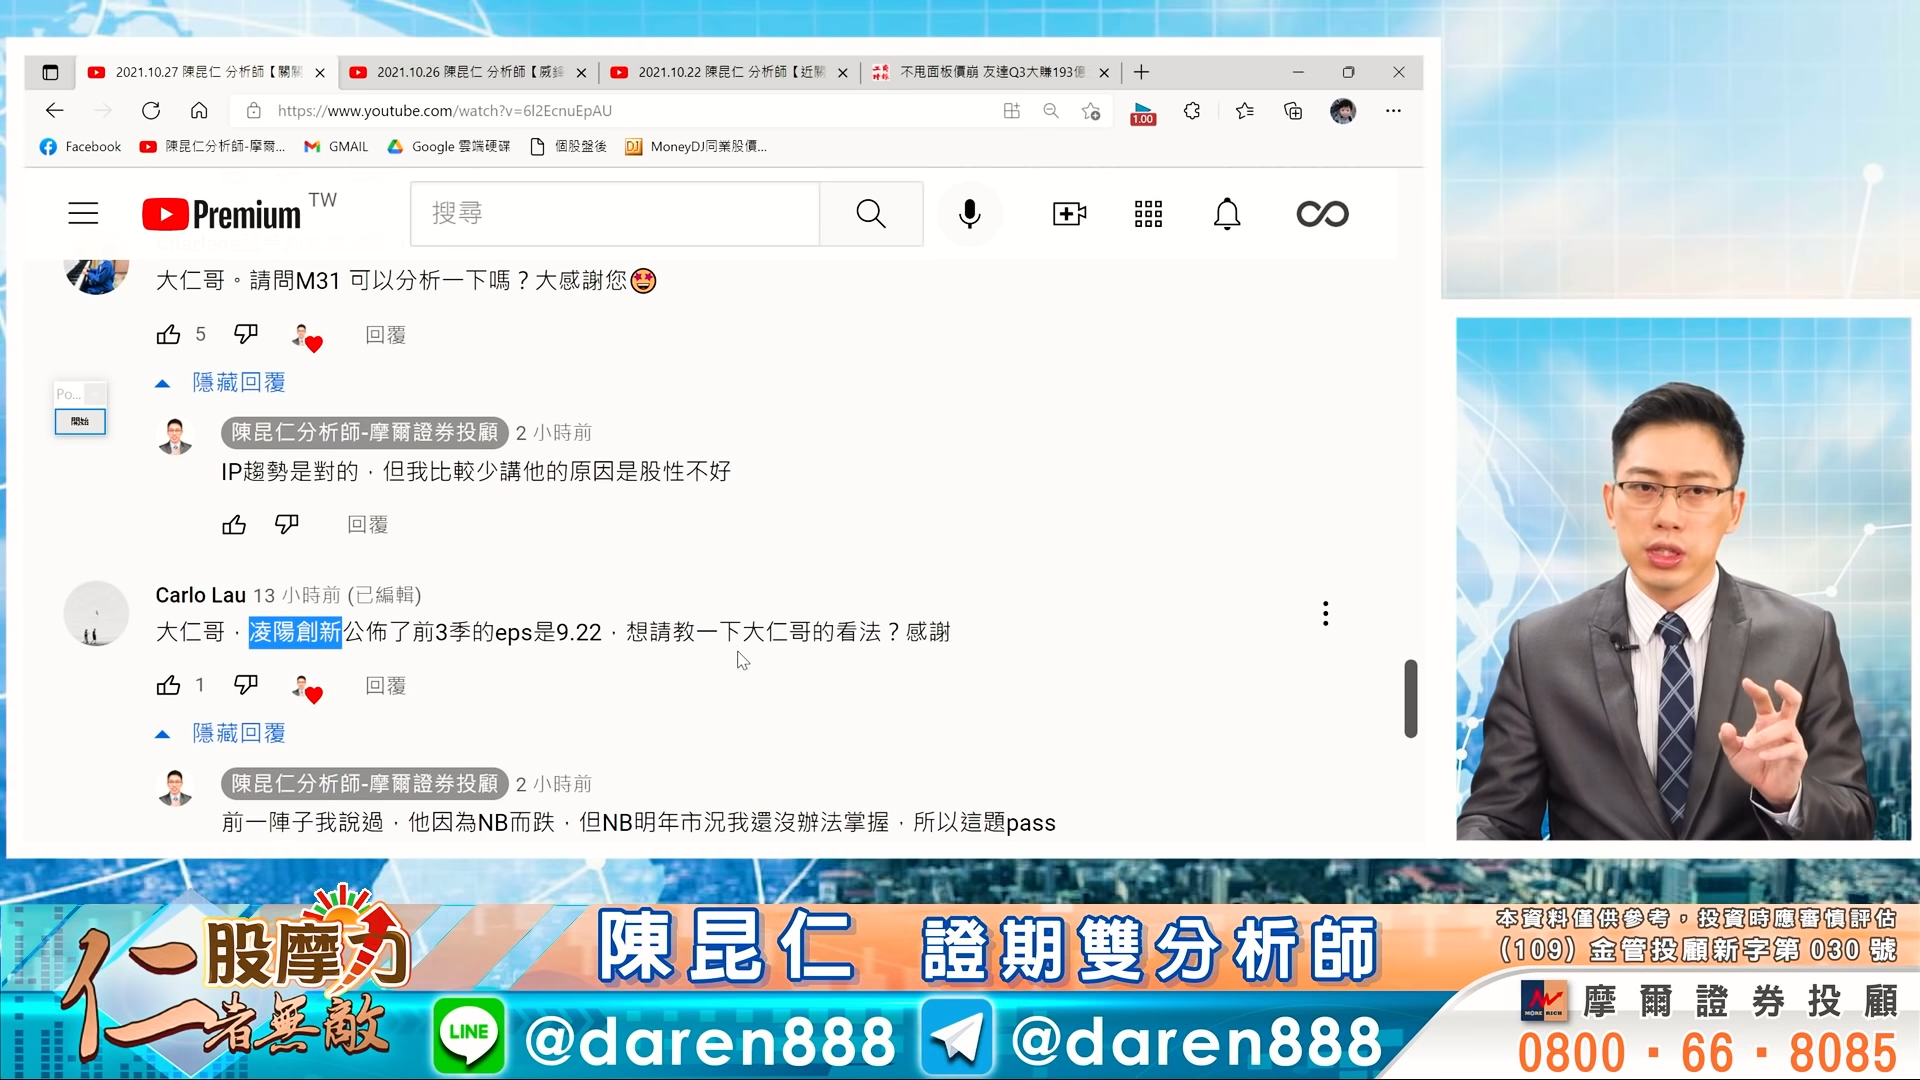 2021.10.27 陳昆仁 分析師【關
2021.10.26 陳昆仁 分析師【威鋒
2021.10.22 陳昆仁 分析師【近
工商時報
不甩面板價崩 友達Q3大賺193億
https://www.youtube.com/watch?v=6l2EcnuEpAU
1.00
Facebook
陳昆仁分析師-摩爾...
GMAIL
Google 雲端硬碟
個股盤後
DJ
MoneyDJ同業股價...
Premium TW
搜尋
大仁哥。請問M31 可以分析一下嗎？大感謝您🤩
5
回覆
隱藏回覆
Po...
開始
陳昆仁分析師-摩爾證券投顧 2 小時前
IP趨勢是對的，但我比較少講他的原因是股性不好
回覆
Carlo Lau 13 小時前 (已編輯)
大仁哥，凌陽創新公佈了前3季的eps是9.22，想請教一下大仁哥的看法？感謝
1
回覆
隱藏回覆
陳昆仁分析師-摩爾證券投顧 2 小時前
前一陣子我說過，他因為NB而跌，但NB明年市況我還沒辦法掌握，所以這題pass
仁股摩力
仁者無敵
陳昆仁 證期雙分析師
LINE @daren888
@daren888
本資料僅供參考，投資時應審慎評估
(109) 金管投顧新字第 030 號
MORE RICH
摩爾證券投顧
0800・66・8085